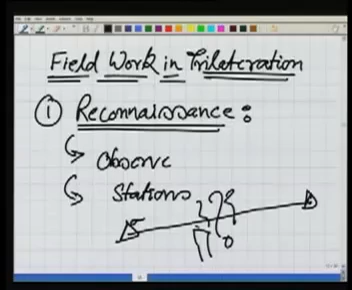 Field Work in Trilateration
① Reconnaissance:
↳ Observe
↳ Stations